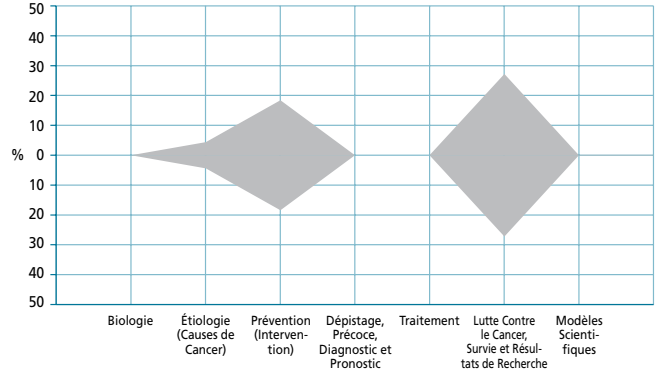 50
40
30
20
10
% 0
10
20
30
40
50
Biologie
Étiologie
(Causes de
Cancer)
Prévention
(Interven-
tion)
Dépistage,
Précoce,
Diagnostic et
Pronostic
Traitement
Lutte Contre
le Cancer,
Survie et Résul-
tats de Recherche
Modèles
Scienti-
fiques